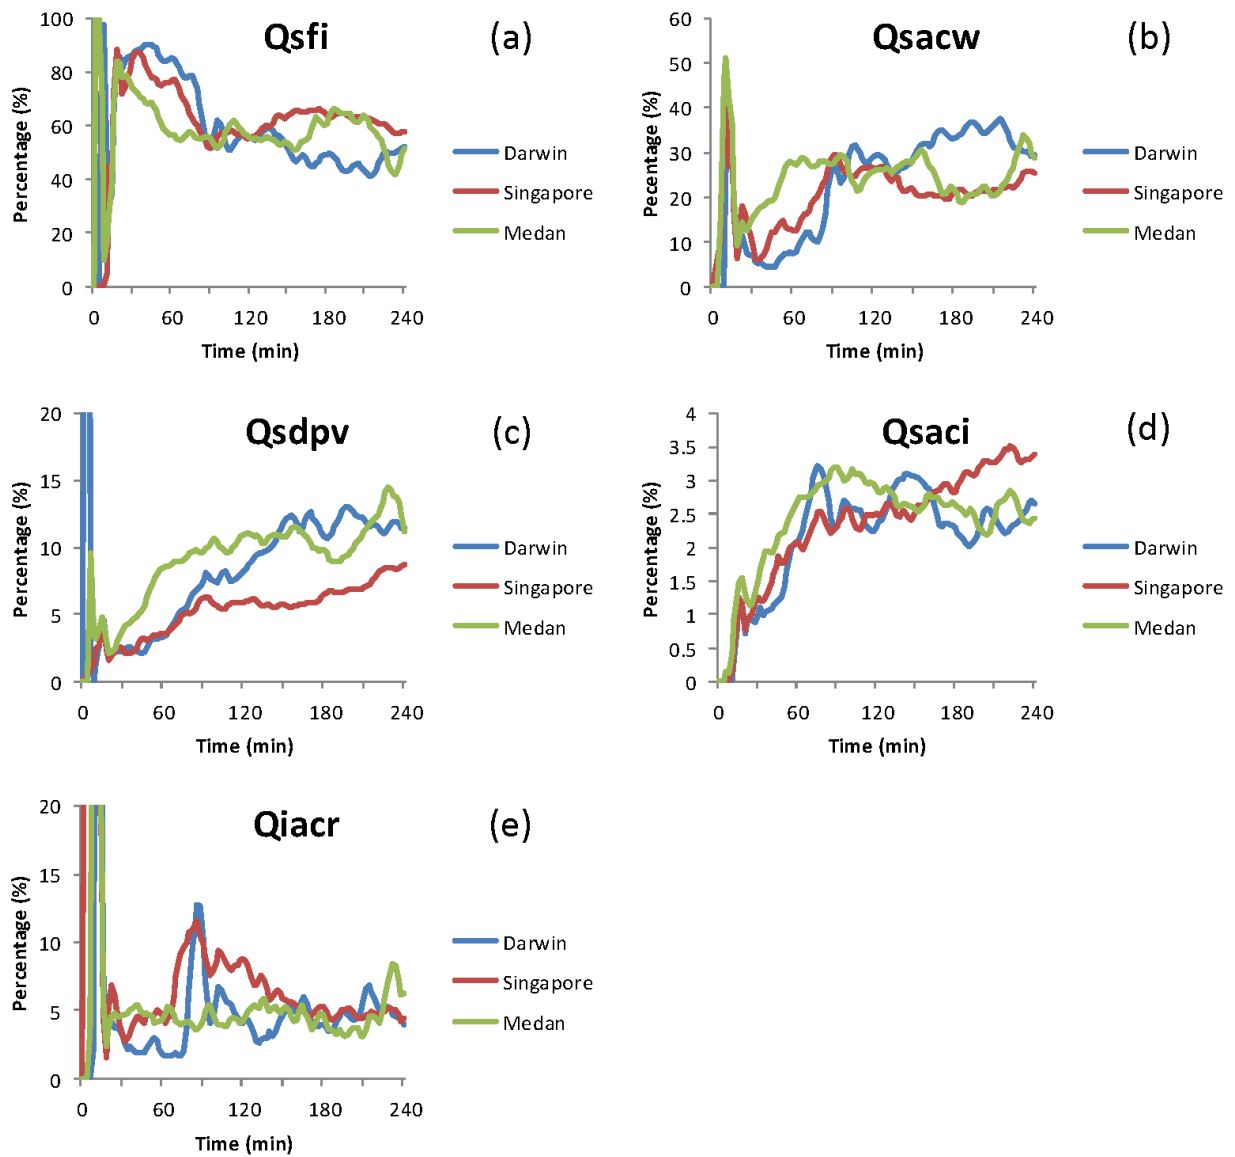 Qsfi (a)
Percentage (%)
100
80
60
40
20
0
0 60 120 180 240
Time (min)
Darwin
Singapore
Medan
Qsacw (b)
Pecentage (%)
60
50
40
30
20
10
0
0 60 120 180 240
Time (min)
Darwin
Singapore
Medan
Qsdpv (c)
Percentage (%)
20
15
10
5
0
0 60 120 180 240
Time (min)
Darwin
Singapore
Medan
Qsaci (d)
Percentage (%)
4
3.5
3
2.5
2
1.5
1
0.5
0
0 60 120 180 240
Time (min)
Darwin
Singapore
Medan
Qiacr (e)
Percentage (%)
20
15
10
5
0
0 60 120 180 240
Time (min)
Darwin
Singapore
Medan